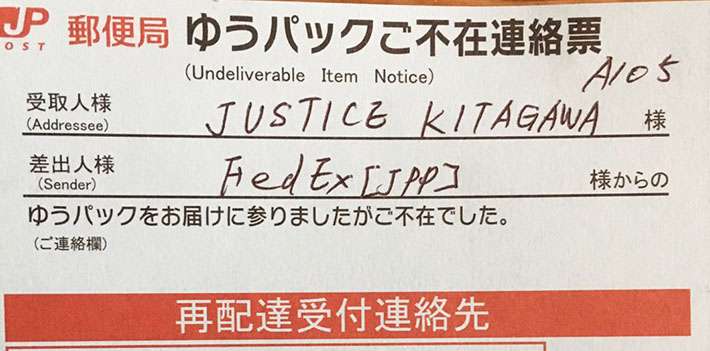 JP POST 郵便局 ゆうパックご不在連絡票
(Undeliverable Item Notice)
A105
受取人様 JUSTICE KITAGAWA 様
(Addressee)
差出人様 FedEx[JPP] 様からの
(Sender)
ゆうパックをお届けに参りましたがご不在でした。
(ご連絡欄)
再配達受付連絡先